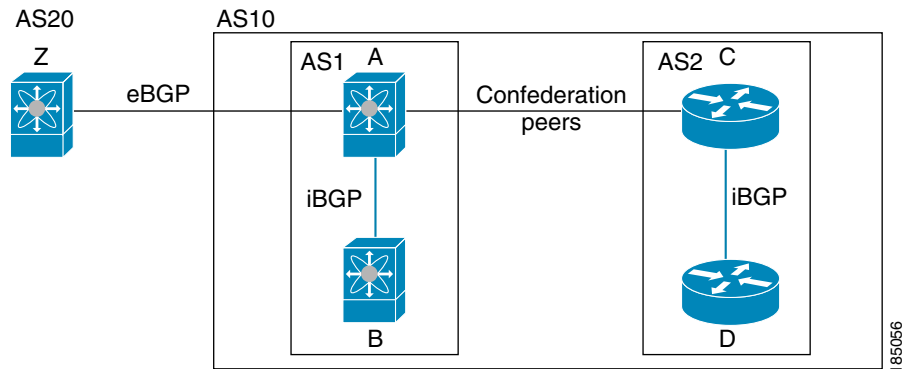 AS20
AS10
Z
AS1
A
AS2
C
eBGP
Confederation
peers
iBGP
iBGP
B
D
185056